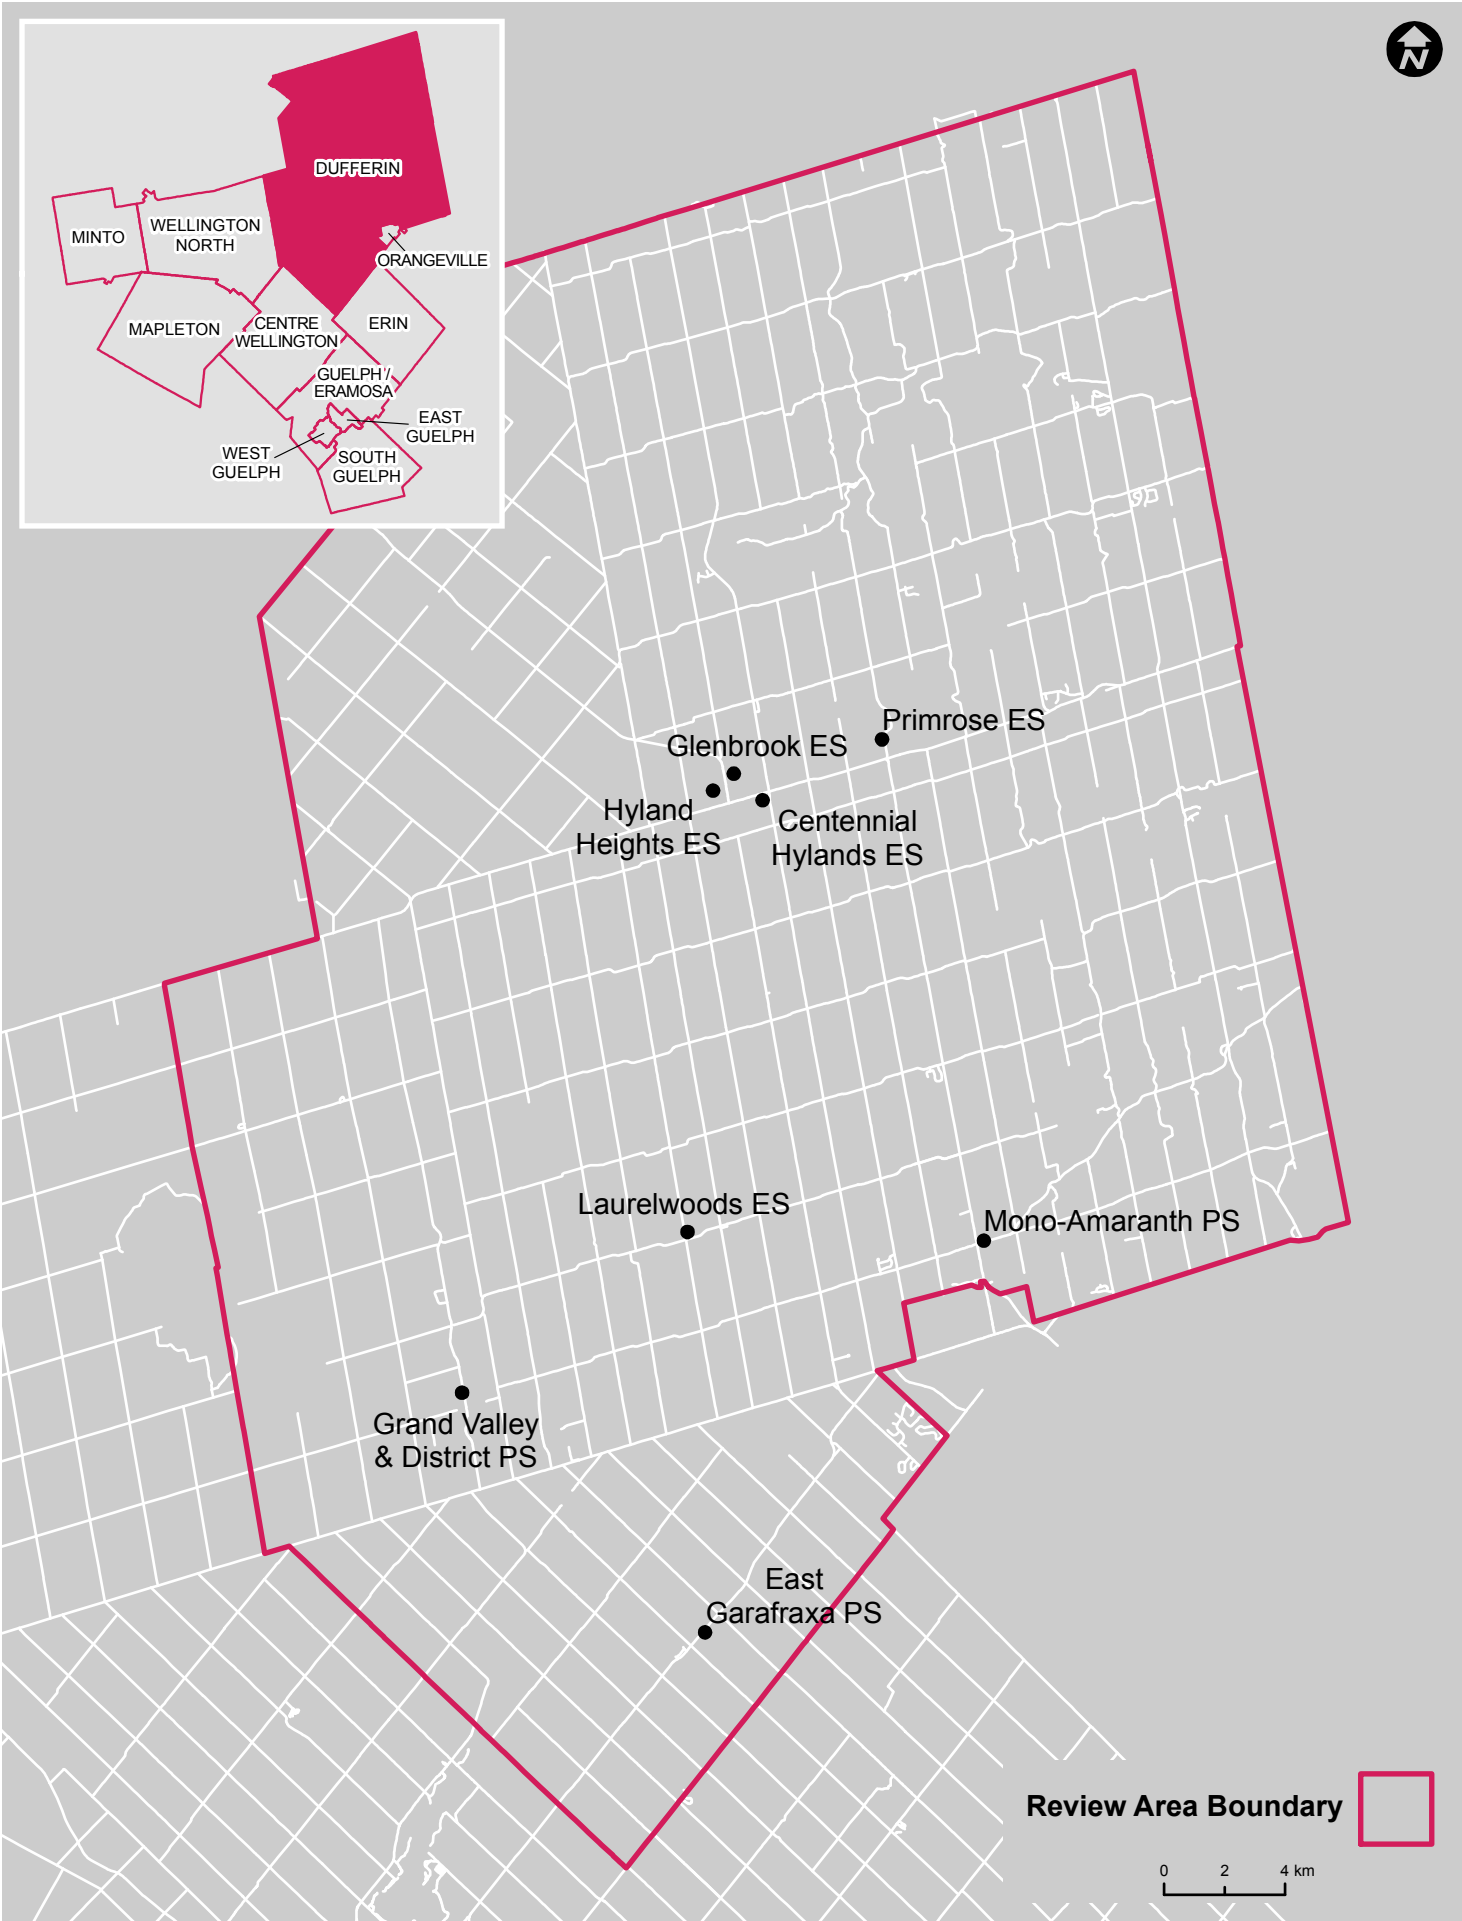 N
DUFFERIN
MINTO
WELLINGTON
NORTH
ORANGEVILLE
MAPLETON
CENTRE
WELLINGTON
ERIN
GUELPH /
ERAMOSA
EAST
GUELPH
WEST
GUELPH
SOUTH
GUELPH
Primrose ES
Glenbrook ES
Hyland
Heights ES
Centennial
Hylands ES
Laurelwoods ES
Mono-Amaranth PS
Grand Valley
& District PS
East
Garafraxa PS
Review Area Boundary
0 2 4 km